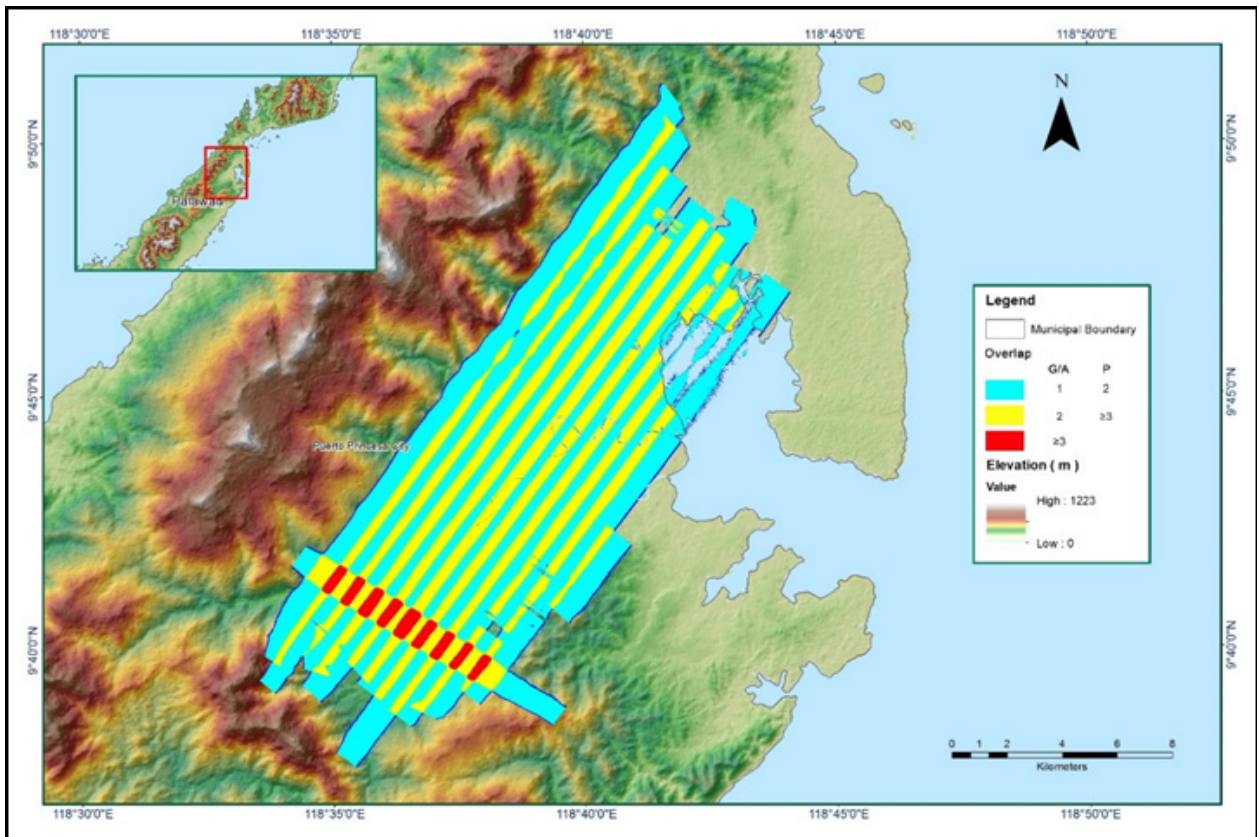 118°30'0"E 118°35'0"E 118°40'0"E 118°45'0"E 118°50'0"E
N
9°50'0"N 9°50'0"N
Palawan
Legend
Municipal Boundary
Overlap
G/A P
1 2
2 ≥3
≥3
Elevation ( m )
Value
High : 1223
Low : 0
9°45'0"N 9°45'0"N
Puerto Princesa City
9°40'0"N 9°40'0"N
0 1 2 4 6 8
Kilometers
118°30'0"E 118°35'0"E 118°40'0"E 118°45'0"E 118°50'0"E